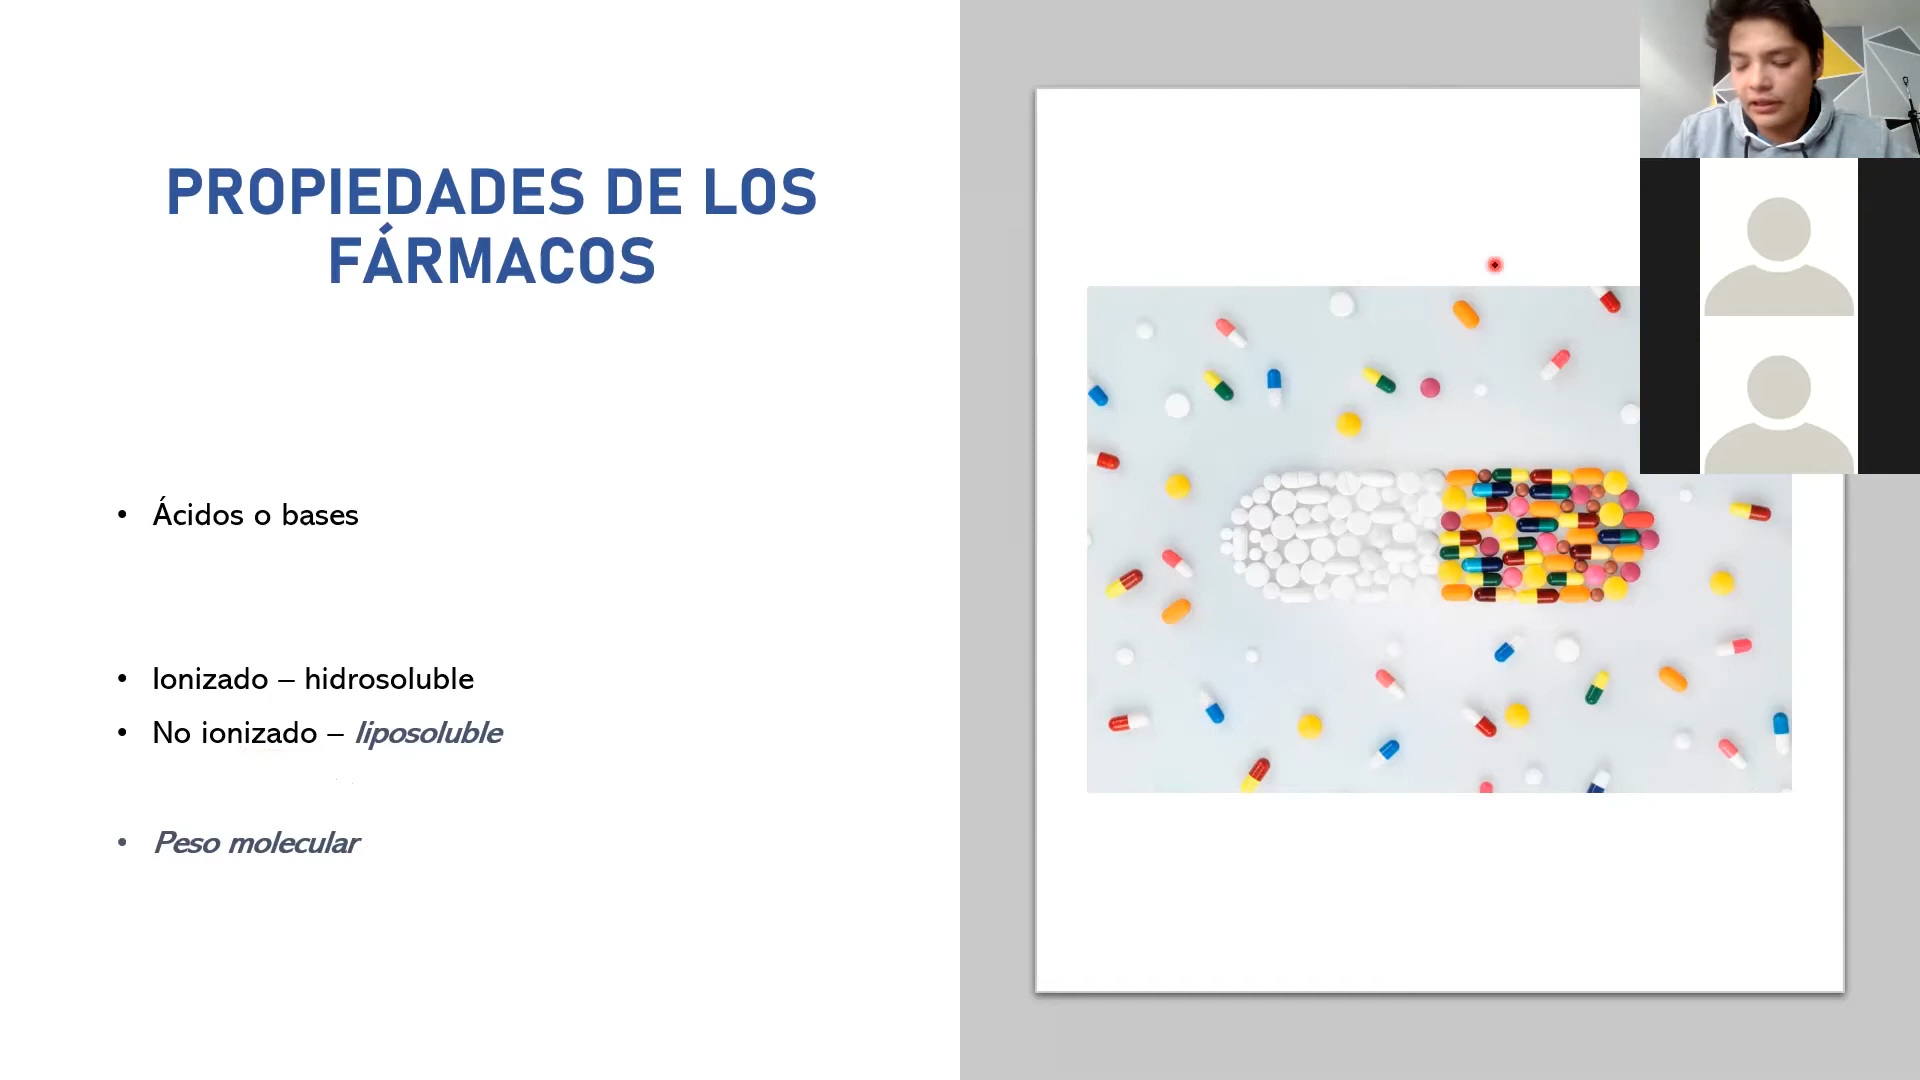 PROPIEDADES DE LOS
FÁRMACOS
• Ácidos o bases
• Ionizado – hidrosoluble
• No ionizado – liposoluble
• Peso molecular